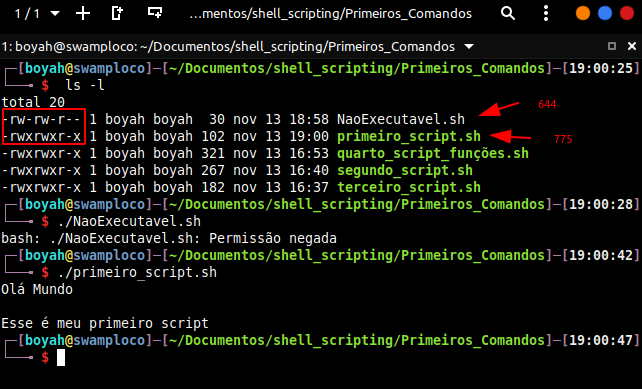 1 / 1
…mentos/shell_scripting/Primeiros_Comandos
1: boyah@swamploco: ~/Documentos/shell_scripting/Primeiros_Comandos
[boyah@swamploco]-[~/Documentos/shell_scripting/Primeiros_Comandos]-[19:00:25]
$ ls -l
total 20
-rw-rw-r-- 1 boyah boyah  30 nov 13 18:58 NaoExecutavel.sh 644
-rwxrwxr-x 1 boyah boyah 102 nov 13 19:00 primeiro_script.sh 775
-rwxrwxr-x 1 boyah boyah 321 nov 13 16:53 quarto_script_funções.sh
-rwxrwxr-x 1 boyah boyah 267 nov 13 16:40 segundo_script.sh
-rwxrwxr-x 1 boyah boyah 182 nov 13 16:37 terceiro_script.sh
[boyah@swamploco]-[~/Documentos/shell_scripting/Primeiros_Comandos]-[19:00:28]
$ ./NaoExecutavel.sh
bash: ./NaoExecutavel.sh: Permissão negada
[boyah@swamploco]-[~/Documentos/shell_scripting/Primeiros_Comandos]-[19:00:42]
$ ./primeiro_script.sh
Olá Mundo
Esse é meu primeiro script
[boyah@swamploco]-[~/Documentos/shell_scripting/Primeiros_Comandos]-[19:00:47]
$